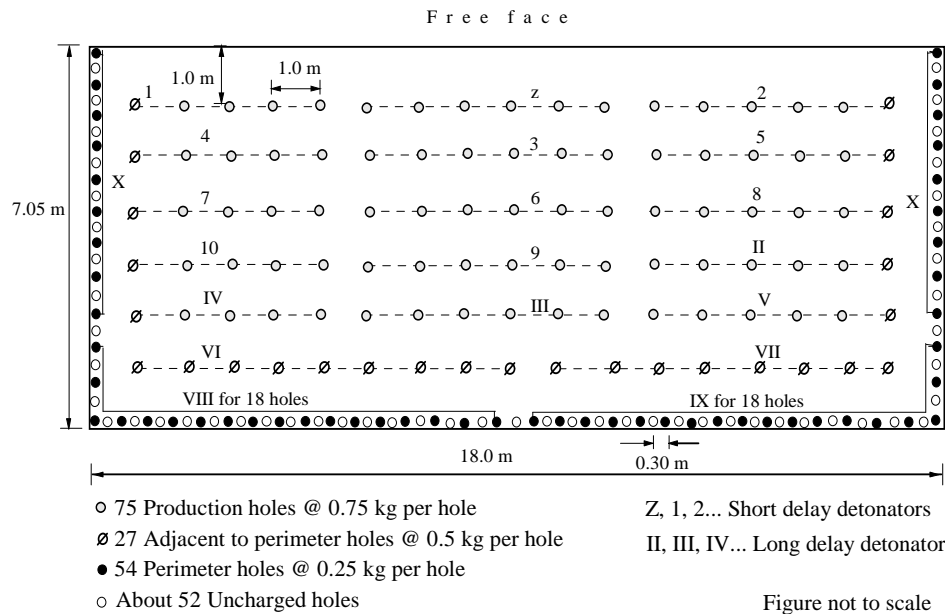 Free face
1.0 m
1.0 m
1
z
2
4
3
5
X
X
7.05 m
7
6
8
10
9
II
IV
III
V
VI
VII
VIII for 18 holes
IX for 18 holes
18.0 m
0.30 m
75 Production holes @ 0.75 kg per hole
27 Adjacent to perimeter holes @ 0.5 kg per hole
54 Perimeter holes @ 0.25 kg per hole
About 52 Uncharged holes
Z, 1, 2... Short delay detonators
II, III, IV... Long delay detonator
Figure not to scale